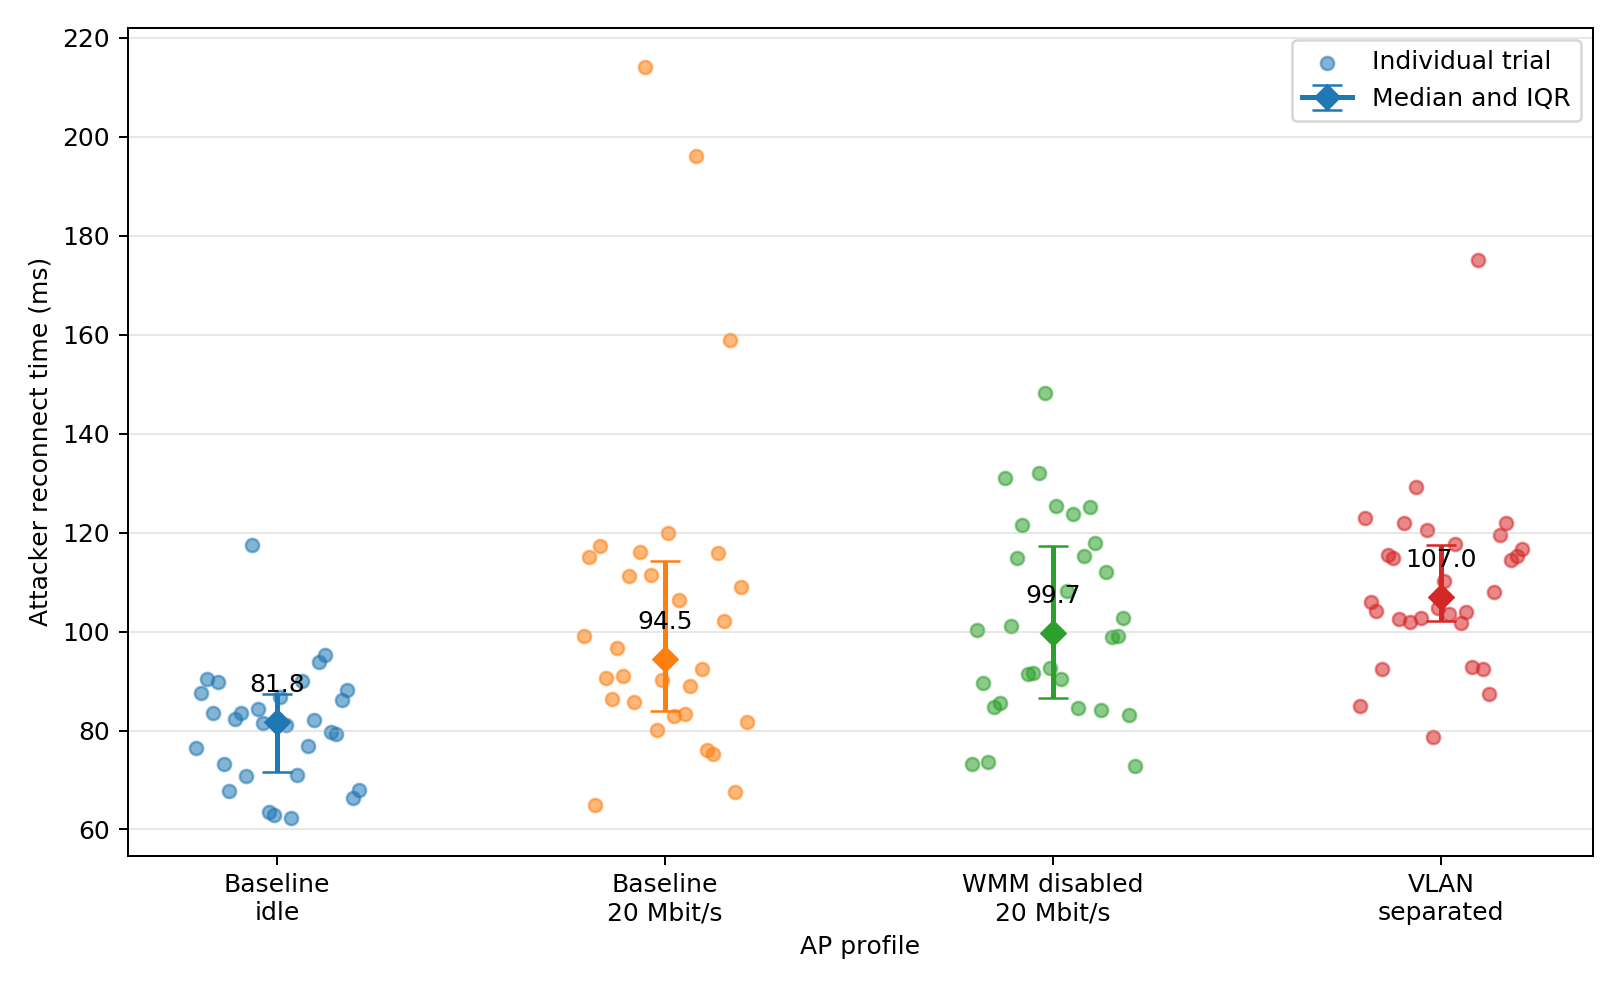 220
200
180
160
140
120
100
80
60
Attacker reconnect time (ms)
Individual trial
Median and IQR
81.8
94.5
99.7
107.0
Baseline
idle
Baseline
20 Mbit/s
WMM disabled
20 Mbit/s
VLAN
separated
AP profile